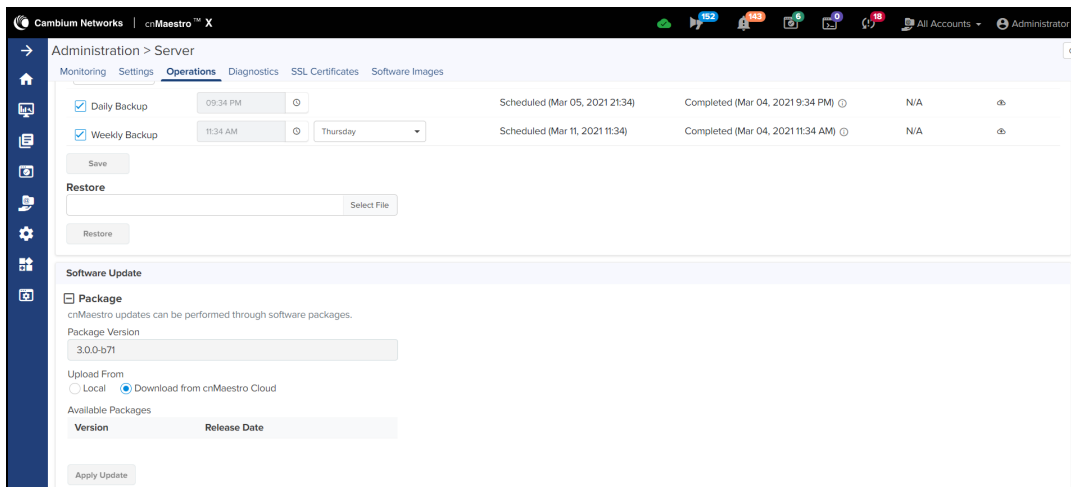 Cambium Networks | cnMaestro™ X 152 143 6 0 18 All Accounts Administrator
Administration > Server
Monitoring Settings Operations Diagnostics SSL Certificates Software Images
Daily Backup 09:34 PM Scheduled (Mar 05, 2021 21:34) Completed (Mar 04, 2021 9:34 PM) N/A
Weekly Backup 11:34 AM Thursday Scheduled (Mar 11, 2021 11:34) Completed (Mar 04, 2021 11:34 AM) N/A
Save
Restore
Select File
Restore
Software Update
Package
cnMaestro updates can be performed through software packages.
Package Version
3.0.0-b71
Upload From
Local Download from cnMaestro Cloud
Available Packages
Version Release Date
Apply Update